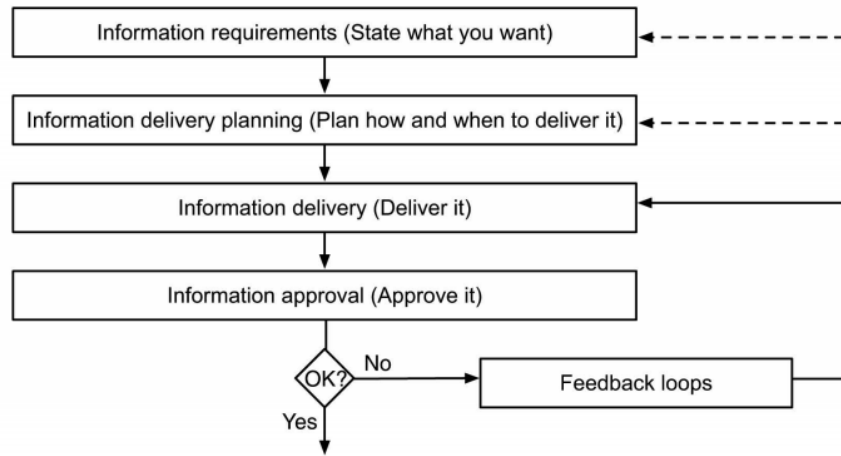 Information requirements (State what you want)
Information delivery planning (Plan how and when to deliver it)
Information delivery (Deliver it)
Information approval (Approve it)
OK?
No
Feedback loops
Yes